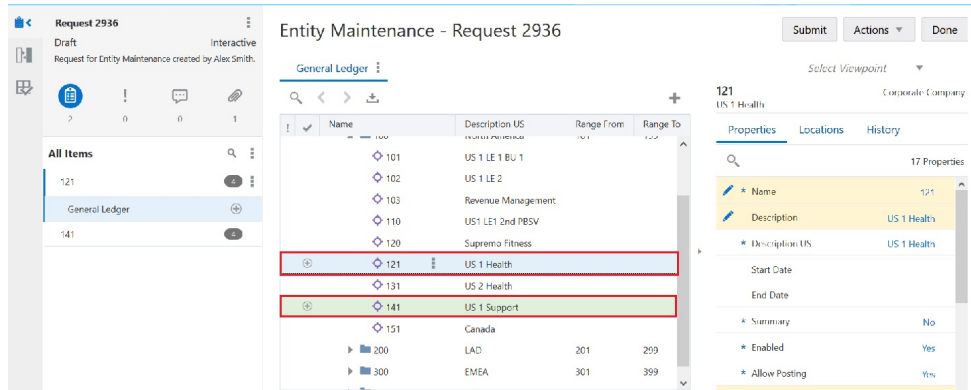 Request 2936
Draft Interactive
Request for Entity Maintenance created by Alex Smith.
! 
2 0 0 1
All Items
121 4
General Ledger
141 4
Entity Maintenance - Request 2936
Submit Actions Done
General Ledger
Select Viewpoint
! Name Description US Range From Range To
100 North America 101 199
101 US 1 LE 1 BU 1
102 US 1 LE 2
103 Revenue Management
110 US1 LE1 2nd PBSV
120 Supremo Fitness
121 US 1 Health
131 US 2 Health
141 US 1 Support
151 Canada
200 LAD 201 299
300 EMEA 301 399
121 Corporate Company
US 1 Health
Properties Locations History
17 Properties
* Name 121
Description US 1 Health
* Description US US 1 Health
Start Date
End Date
* Summary No
* Enabled Yes
* Allow Posting Yes